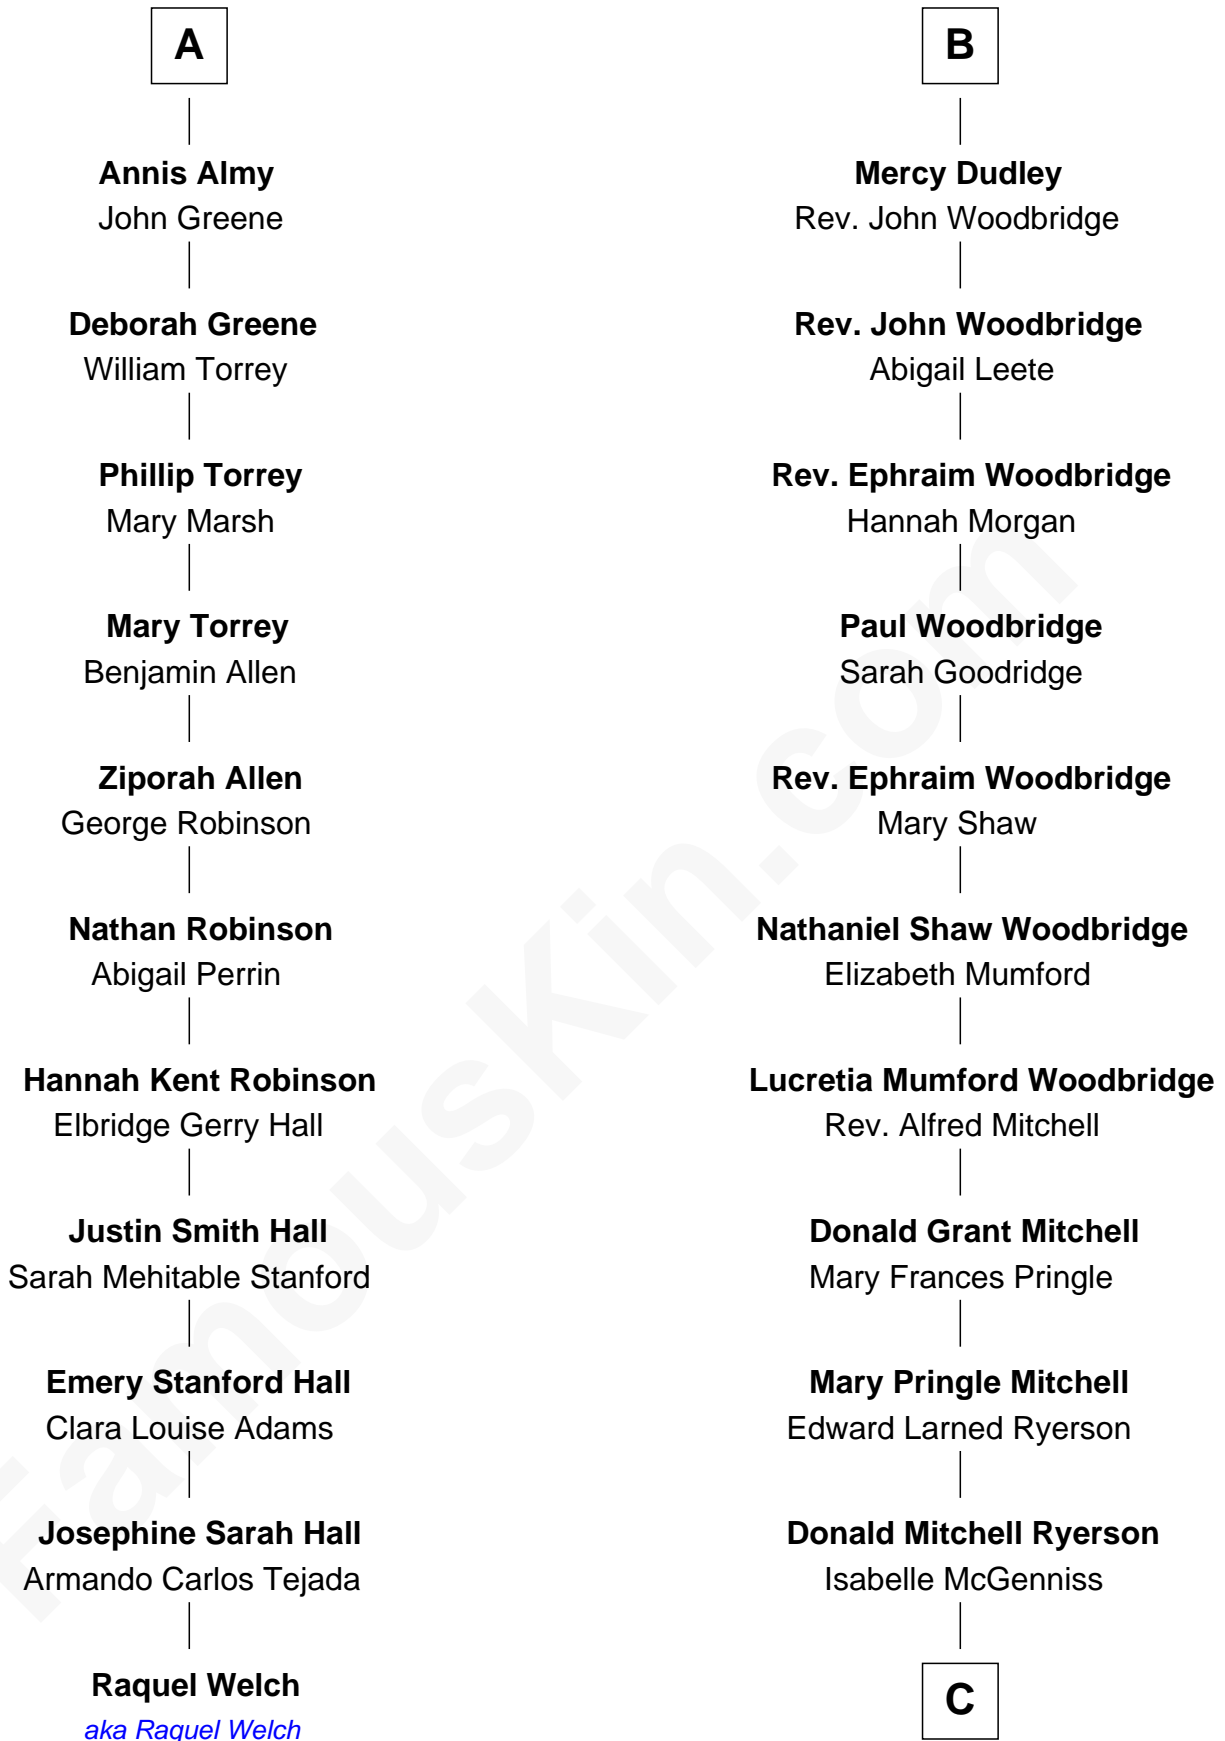 A
Annis Almy
John Greene
Deborah Greene
William Torrey
Phillip Torrey
Mary Marsh
Mary Torrey
Benjamin Allen
Ziporah Allen
George Robinson
Nathan Robinson
Abigail Perrin
Hannah Kent Robinson
Elbridge Gerry Hall
Justin Smith Hall
Sarah Mehitable Stanford
Emery Stanford Hall
Clara Louise Adams
Josephine Sarah Hall
Armando Carlos Tejada
Raquel Welch
aka Raquel Welch
B
Mercy Dudley
Rev. John Woodbridge
Rev. John Woodbridge
Abigail Leete
Rev. Ephraim Woodbridge
Hannah Morgan
Paul Woodbridge
Sarah Goodridge
Rev. Ephraim Woodbridge
Mary Shaw
Nathaniel Shaw Woodbridge
Elizabeth Mumford
Lucretia Mumford Woodbridge
Rev. Alfred Mitchell
Donald Grant Mitchell
Mary Frances Pringle
Mary Pringle Mitchell
Edward Larned Ryerson
Donald Mitchell Ryerson
Isabelle McGenniss
C
FamousKin.com